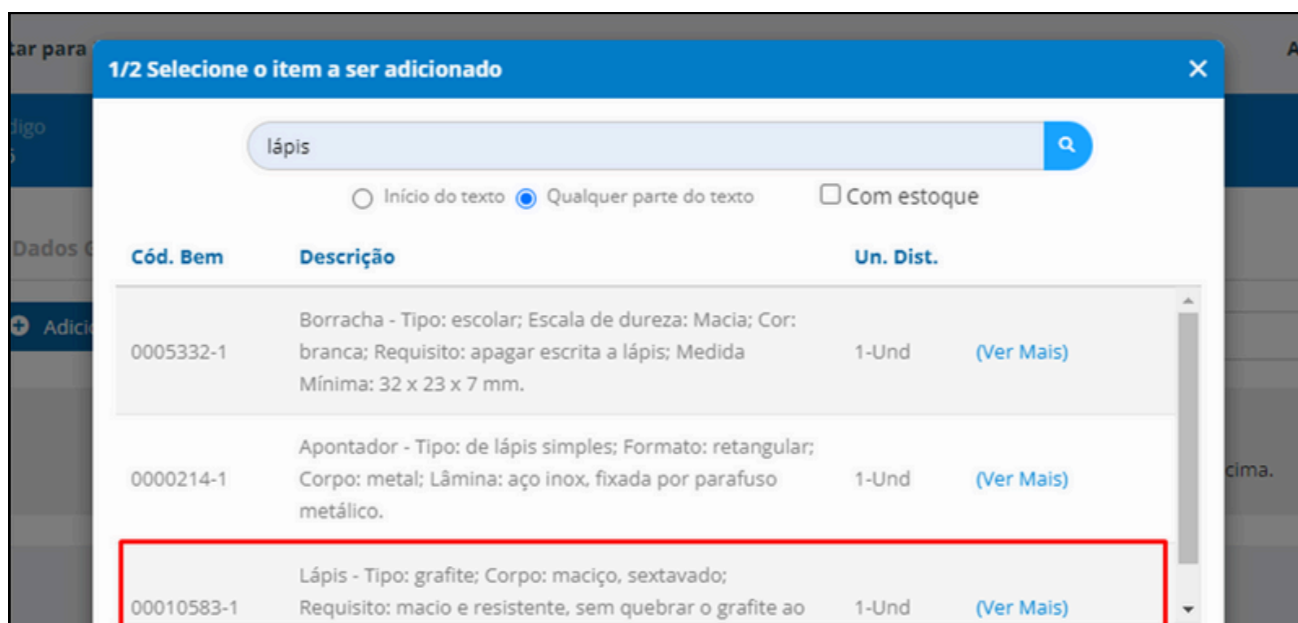 tar para
1/2 Selecione o item a ser adicionado
A
digo
lápis
Início do texto Qualquer parte do texto Com estoque
Dados G
Cód. Bem Descrição Un. Dist.
Adici
Borracha - Tipo: escolar; Escala de dureza: Macia; Cor:
0005332-1 branca; Requisito: apagar escrita a lápis; Medida 1-Und (Ver Mais)
Mínima: 32 x 23 x 7 mm.
Apontador - Tipo: de lápis simples; Formato: retangular;
0000214-1 Corpo: metal; Lâmina: aço inox, fixada por parafuso 1-Und (Ver Mais)
metálico.
cima.
Lápis - Tipo: grafite; Corpo: maciço, sextavado;
00010583-1 Requisito: macio e resistente, sem quebrar o grafite ao 1-Und (Ver Mais)